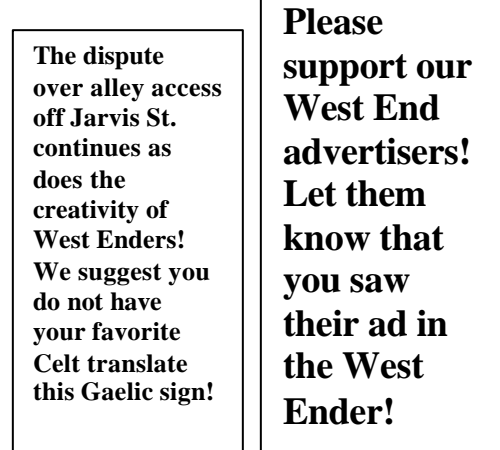 The dispute
over alley access
off Jarvis St.
continues as
does the
creativity of
West Enders!
We suggest you
do not have
your favorite
Celt translate
this Gaelic sign!
Please
support our
West End
advertisers!
Let them
know that
you saw
their ad in
the West
Ender!